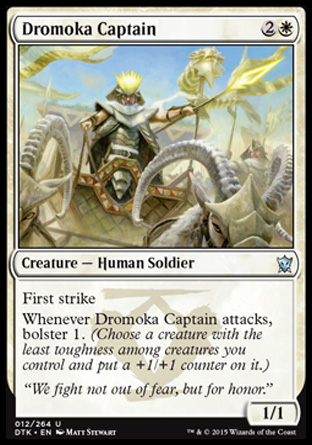 Dromoka Captain 2
Creature — Human Soldier
First strike
Whenever Dromoka Captain attacks,
bolster 1. (Choose a creature with the
least toughness among creatures you
control and put a +1/+1 counter on it.)
“We fight not out of fear, but for honor.”
1/1
012/264 U
DTK • EN Matt Stewart
™ & © 2015 Wizards of the Coast